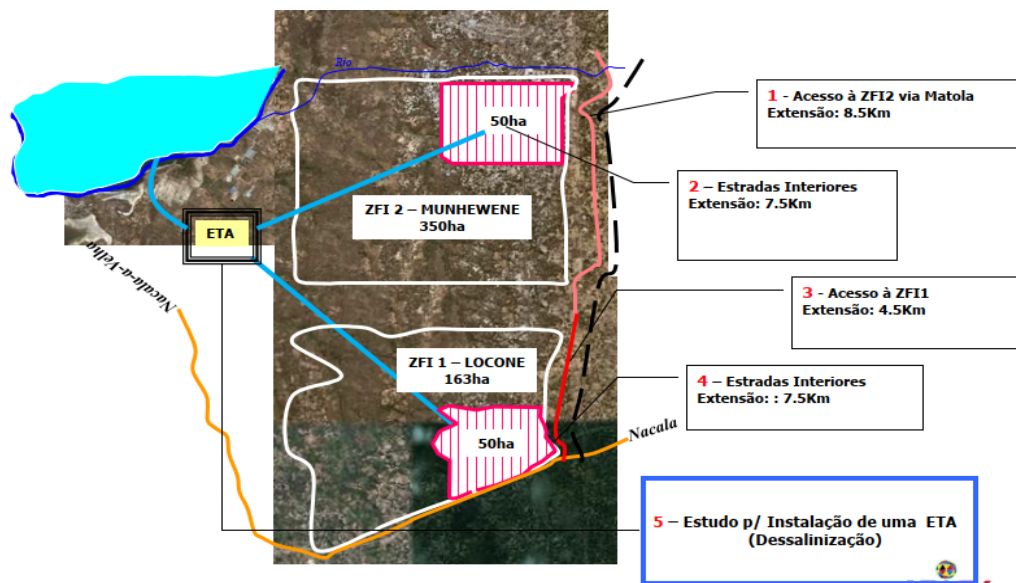 Rio
1 - Acesso à ZFI2 via Matola
Extensão: 8.5Km
50ha
2 – Estradas Interiores
Extensão: 7.5Km
ZFI 2 – MUNHEWENE
350ha
ETA
Nacala-a-Velha
3 - Acesso à ZFI1
Extensão: 4.5Km
ZFI 1 – LOCONE
163ha
4 – Estradas Interiores
Extensão: : 7.5Km
50ha
Nacala
5 – Estudo p/ Instalação de uma ETA
(Dessalinização)